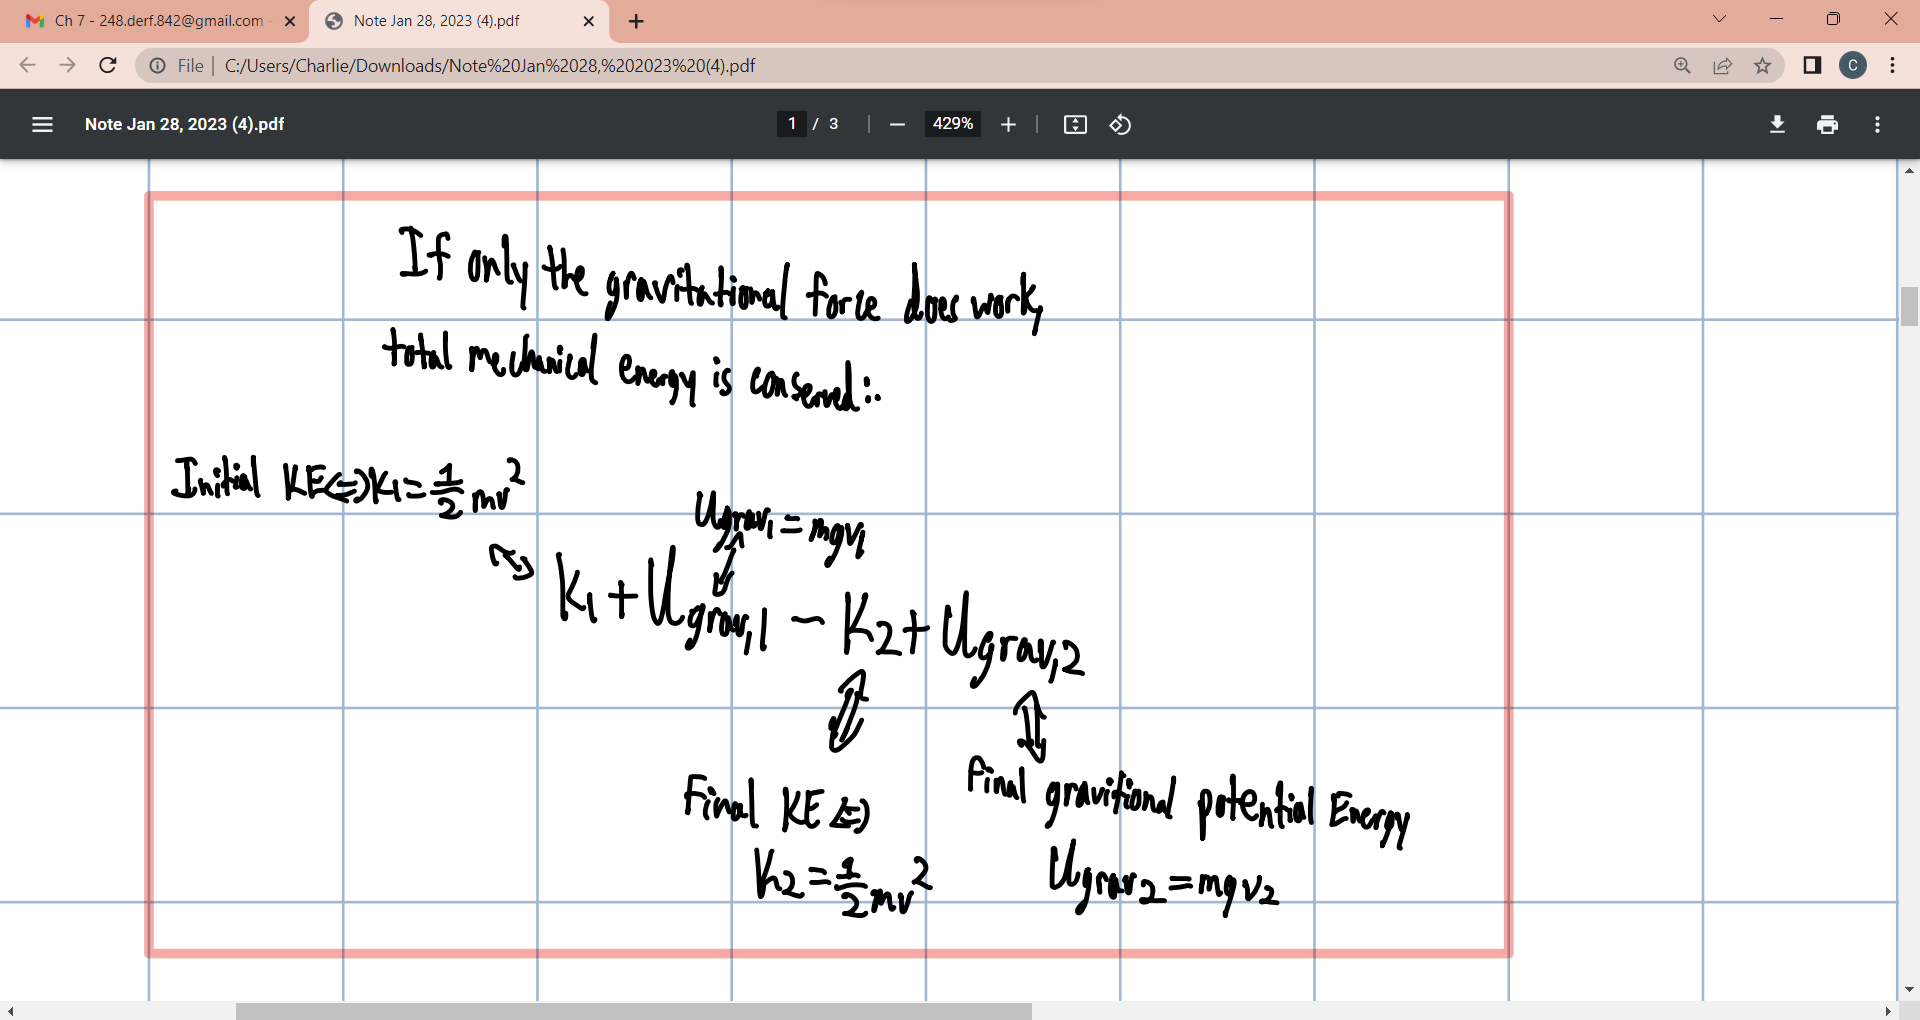 Ch 7 - 248.derf.842@gmail.com -
Note Jan 28, 2023 (4).pdf
File | C:/Users/Charlie/Downloads/Note%20Jan%2028,%202023%20(4).pdf
C
Note Jan 28, 2023 (4).pdf
1 / 3
429%
If only the gravitational force does work,
total mechanical energy is conserved:.
Initial KE⇔K₁=½mv²
Ugrav₁=mgv₁
K₁+Ugrav,1 - K₂+Ugrav,2
Final KE⇔
K₂=½mv²
Final gravitional potential Energy
Ugrav₂=mgv₂